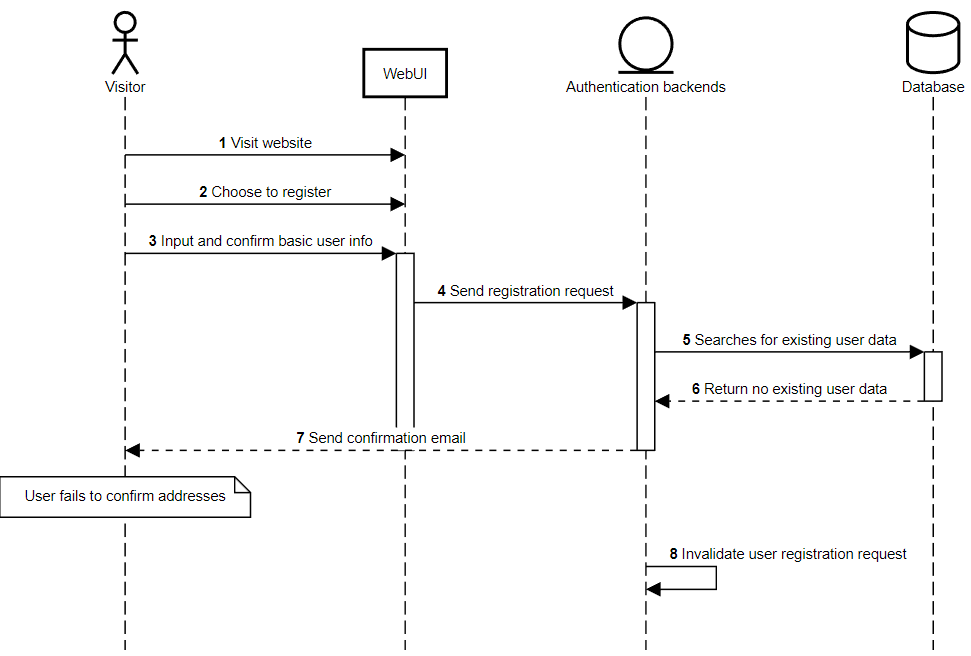 Visitor
WebUI
Authentication backends
Database
1 Visit website
2 Choose to register
3 Input and confirm basic user info
4 Send registration request
5 Searches for existing user data
6 Return no existing user data
7 Send confirmation email
User fails to confirm addresses
8 Invalidate user registration request